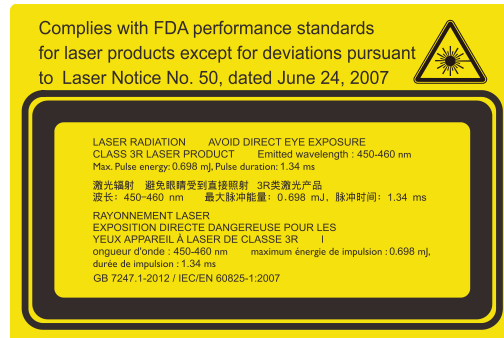 Complies with FDA performance standards
for laser products except for deviations pursuant
to Laser Notice No. 50, dated June 24, 2007
LASER RADIATION AVOID DIRECT EYE EXPOSURE
CLASS 3R LASER PRODUCT Emitted wavelength : 450-460 nm
Max. Pulse energy: 0.698 mJ, Pulse duration: 1.34 ms
激光辐射 避免眼睛受到直接照射 3R类激光产品
波长：450-460 nm 最大脉冲能量：0.698 mJ，脉冲时间：1.34 ms
RAYONNEMENT LASER
EXPOSITION DIRECTE DANGEREUSE POUR LES
YEUX APPAREIL À LASER DE CLASSE 3R l
ongueur d'onde : 450-460 nm maximum énergie de impulsion : 0.698 mJ,
durée de impulsion : 1.34 ms
GB 7247.1-2012 / IEC/EN 60825-1:2007